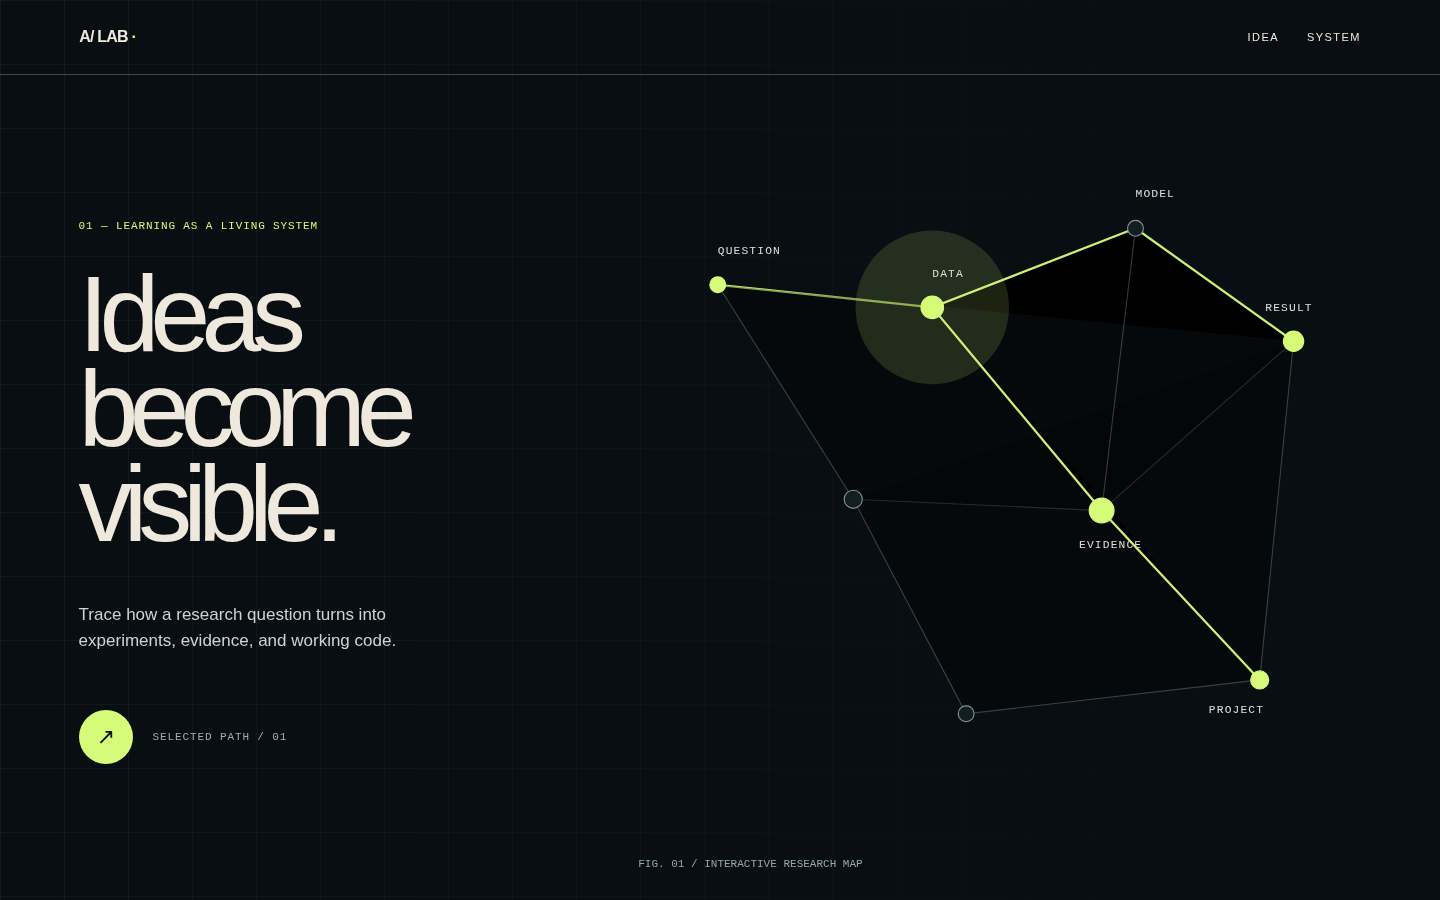 A/ LAB ·
IDEA
SYSTEM
01 — LEARNING AS A LIVING SYSTEM
Ideas
become
visible.
Trace how a research question turns into
experiments, evidence, and working code.
↗
SELECTED PATH / 01
MODEL
QUESTION
DATA
RESULT
EVIDENCE
PROJECT
FIG. 01 / INTERACTIVE RESEARCH MAP